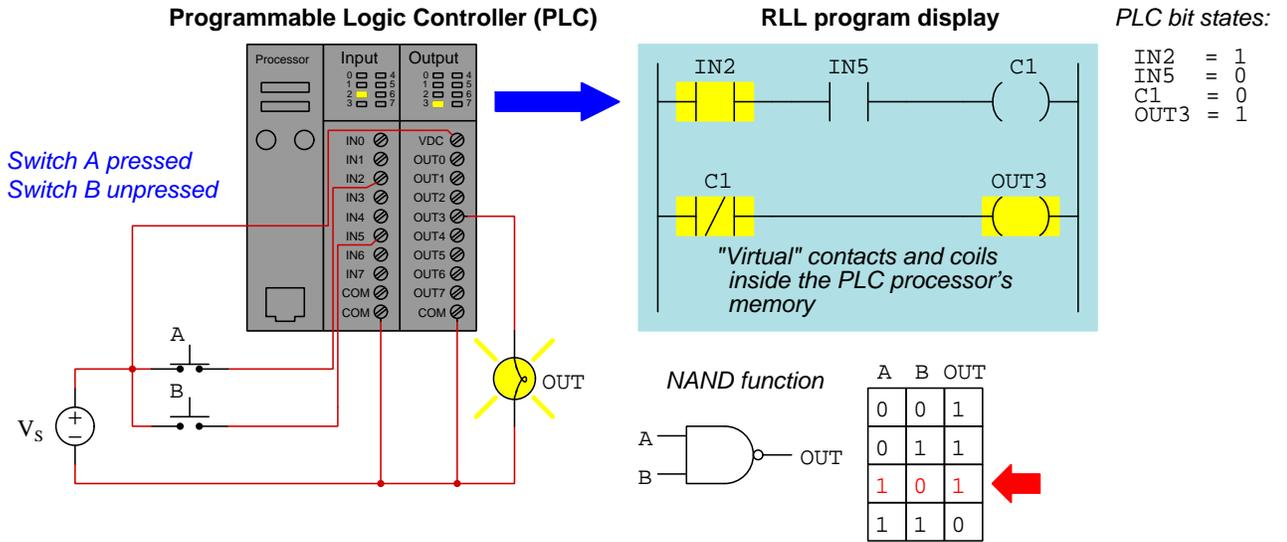 Programmable Logic Controller (PLC)
RLL program display
PLC bit states:
Processor
Input
Output
0 4
1 5
2 6
3 7
0 4
1 5
2 6
3 7
IN0
IN1
IN2
IN3
IN4
IN5
IN6
IN7
COM
COM
VDC
OUT0
OUT1
OUT2
OUT3
OUT4
OUT5
OUT6
OUT7
COM
Switch A pressed
Switch B unpressed
IN2 IN5 C1
C1 OUT3
"Virtual" contacts and coils
inside the PLC processor's
memory
IN2 = 1
IN5 = 0
C1 = 0
OUT3 = 1
A
B
VS
+
−
OUT
NAND function
A
B
OUT
A B OUT
0 0 1
0 1 1
1 0 1
1 1 0